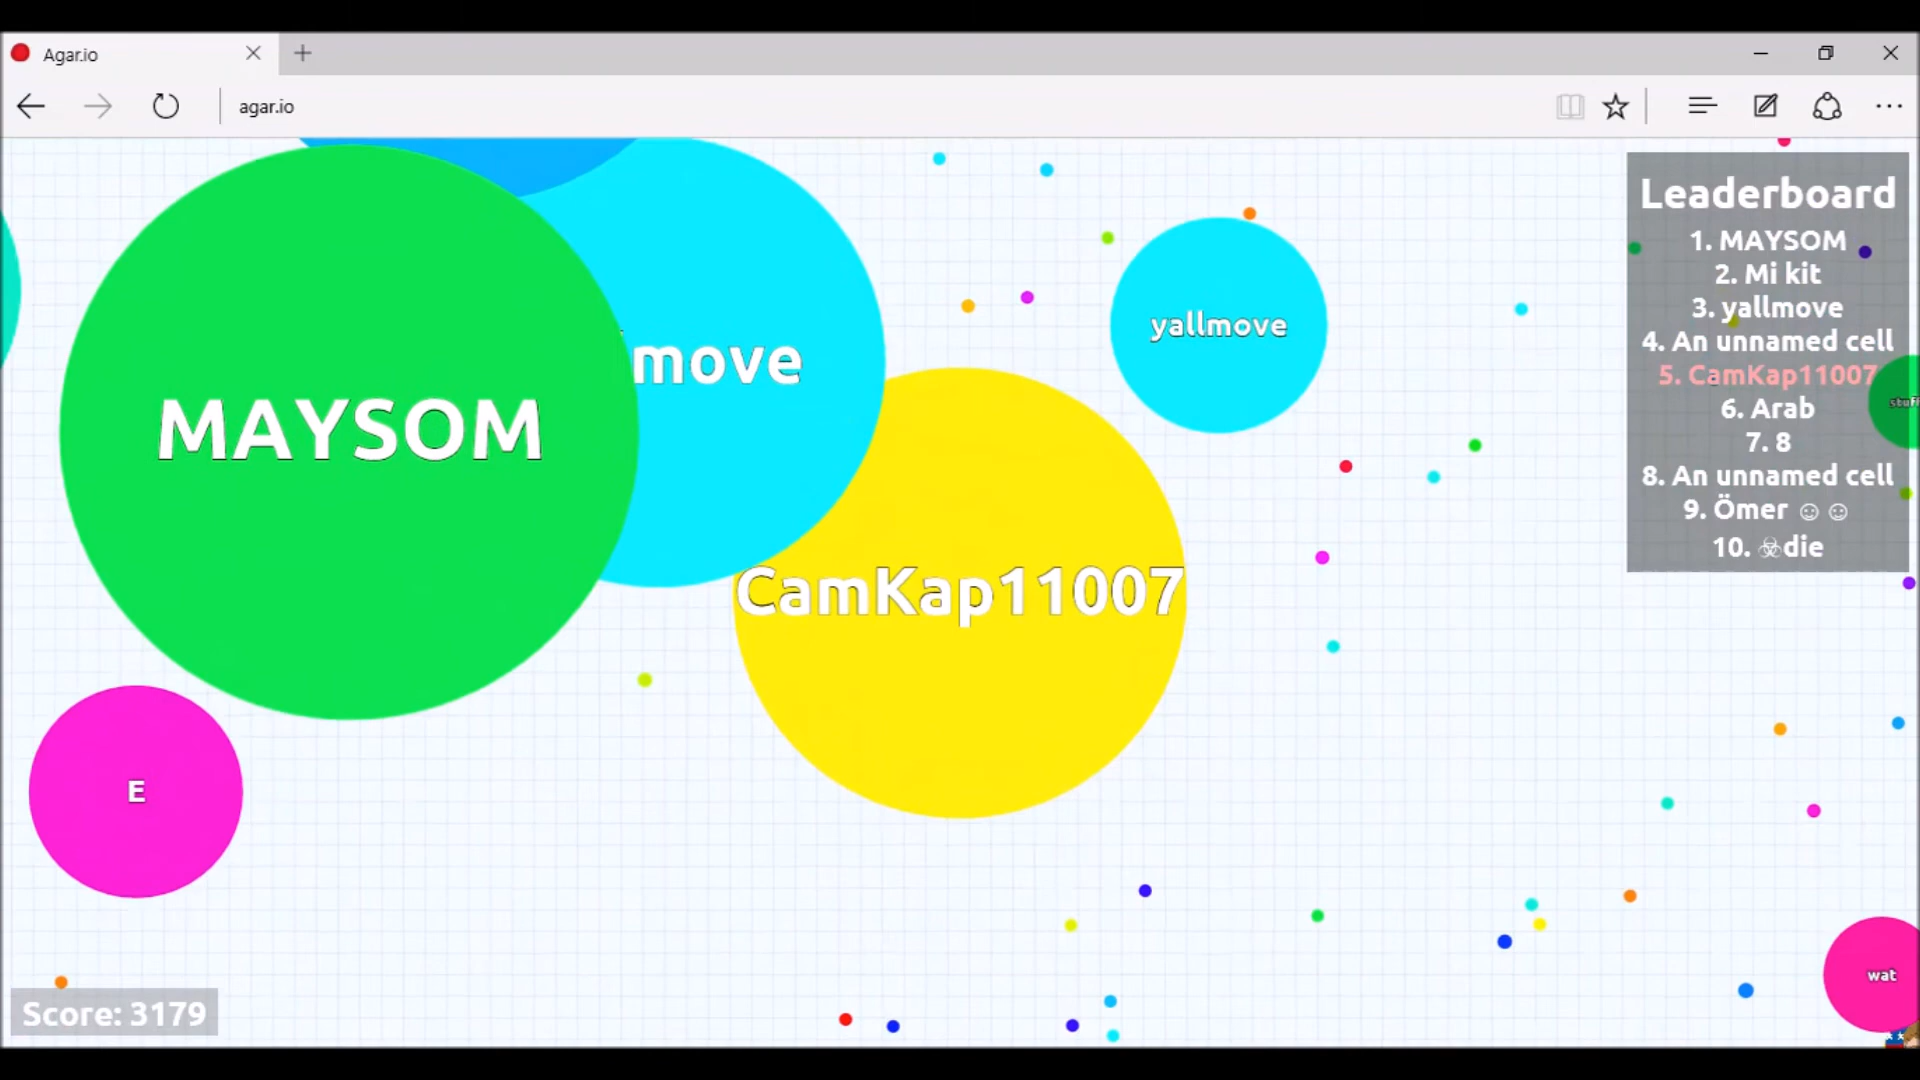 Agar.io
agar.io
Leaderboard
1. MAYSOM
2. Mi kit
3. yallmove
4. An unnamed cell
5. CamKap11007
6. Arab
7. 8
8. An unnamed cell
9. Ömer ☺☺
10. ☣die
yallmove
move
MAYSOM
stuff
CamKap11007
E
wat
Score: 3179